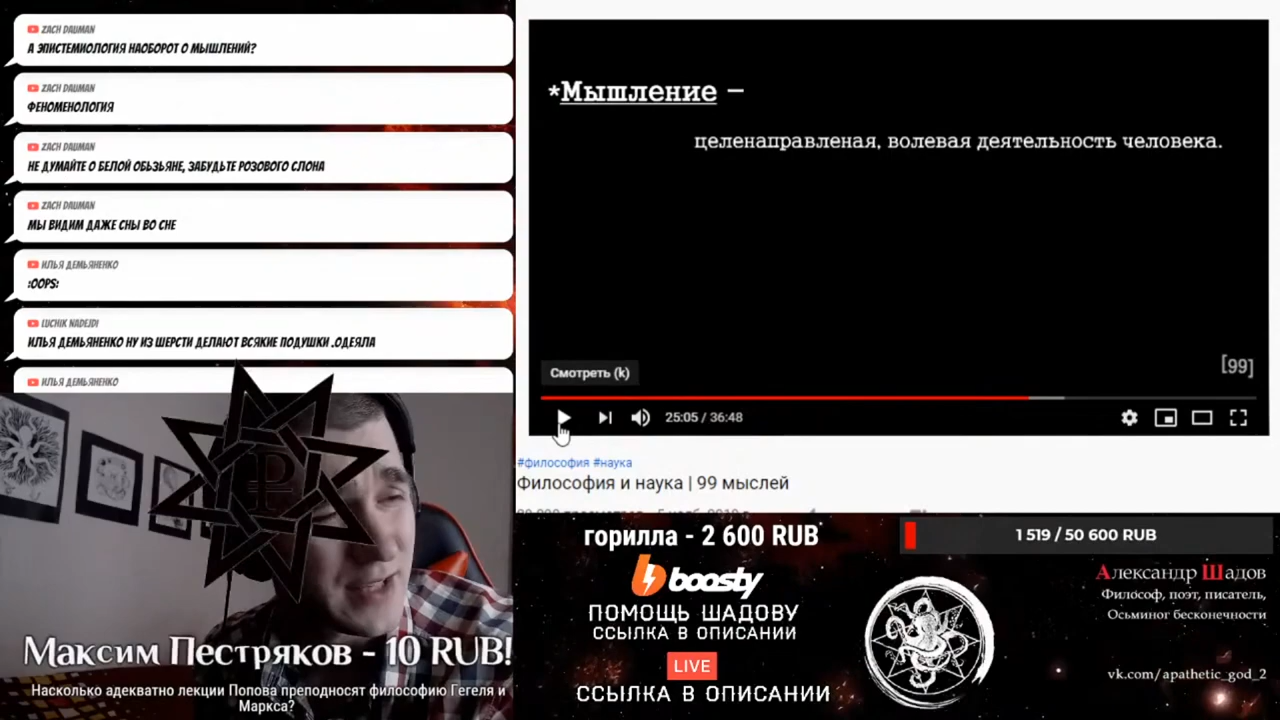 ZACH DAUMAN
А ЭПИСТЕМИОЛОГИЯ НАОБОРОТ О МЫШЛЕНИЙ?
ZACH DAUMAN
ФЕНОМЕНОЛОГИЯ
ZACH DAUMAN
НЕ ДУМАЙТЕ О БЕЛОЙ ОБЬЗЬЯНЕ, ЗАБУДЬТЕ РОЗОВОГО СЛОНА
ZACH DAUMAN
МЫ ВИДИМ ДАЖЕ СНЫ ВО СНЕ
ИЛЬЯ ДЕМЬЯНЕНКО
:OOPS:
LUCHIK NADEJDI
ИЛЬЯ ДЕМЬЯНЕНКО НУ ИЗ ШЕРСТИ ДЕЛАЮТ ВСЯКИЕ ПОДУШКИ .ОДЕЯЛА
ИЛЬЯ ДЕМЬЯНЕНКО
Максим Пестряков - 10 RUB!
Насколько адекватно лекции Попова преподносят философию Гегеля и
Маркса?
*Мышление –
целенаправленая, волевая деятельность человека.
[99]
Смотреть (k)
25:05 / 36:48
#философия #наука
Философия и наука | 99 мыслей
горилла - 2 600 RUB
boosty
ПОМОЩЬ ШАДОВУ
ССЫЛКА В ОПИСАНИИ
LIVE
ССЫЛКА В ОПИСАНИИ
1 519 / 50 600 RUB
Александр Шадов
Философ, поэт, писатель,
Осьминог бесконечности
vk.com/apathetic_god_2